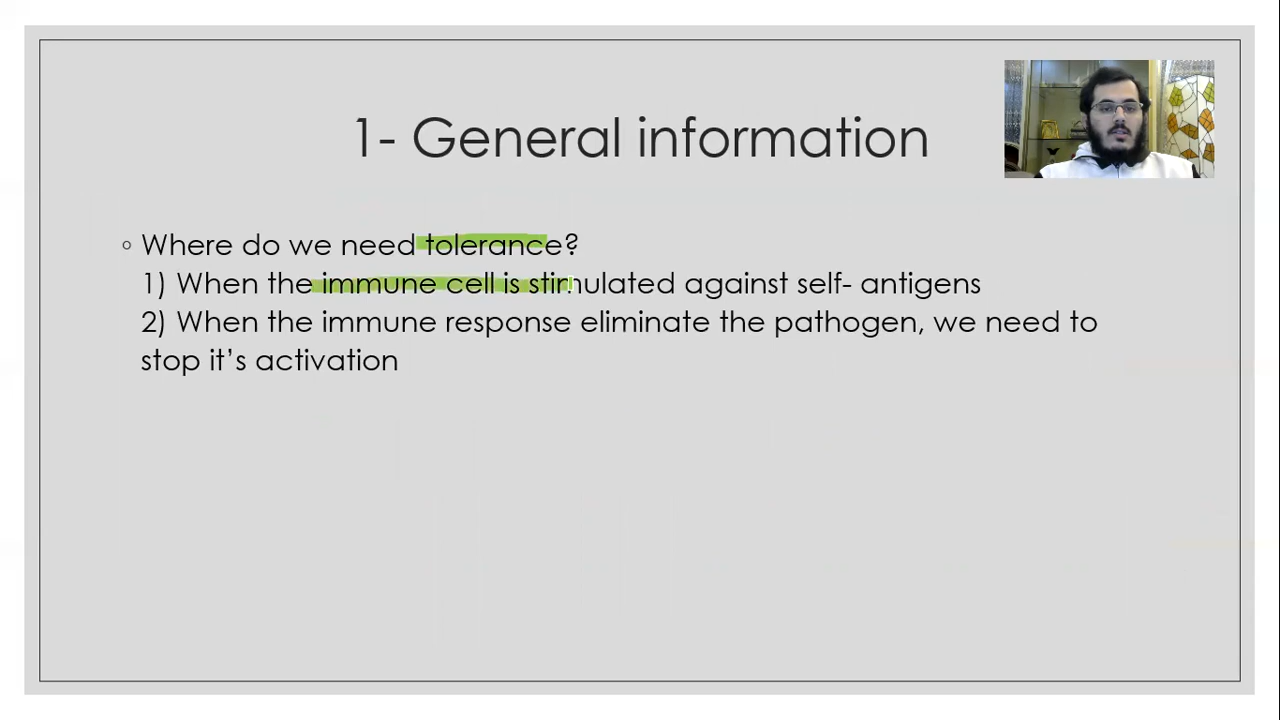 1- General information
◦ Where do we need tolerance?
1) When the immune cell is stimulated against self- antigens
2) When the immune response eliminate the pathogen, we need to
stop it’s activation